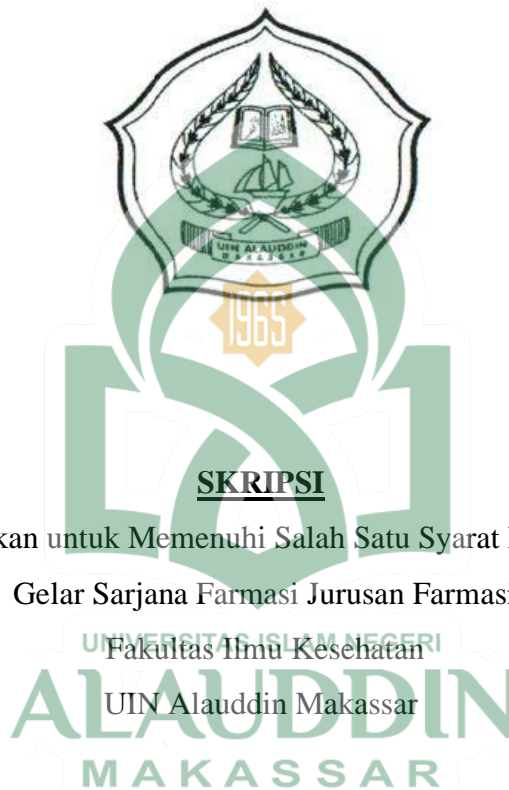 UIN ALAUDDIN
1965
SKRIPSI
kan untuk Memenuhi Salah Satu Syarat
Gelar Sarjana Farmasi Jurusan Farmasi
UNIVERSITAS ISLAM NEGERI
Fakultas Ilmu Kesehatan
ALAUDDIN
UIN Alauddin Makassar
MAKASSAR